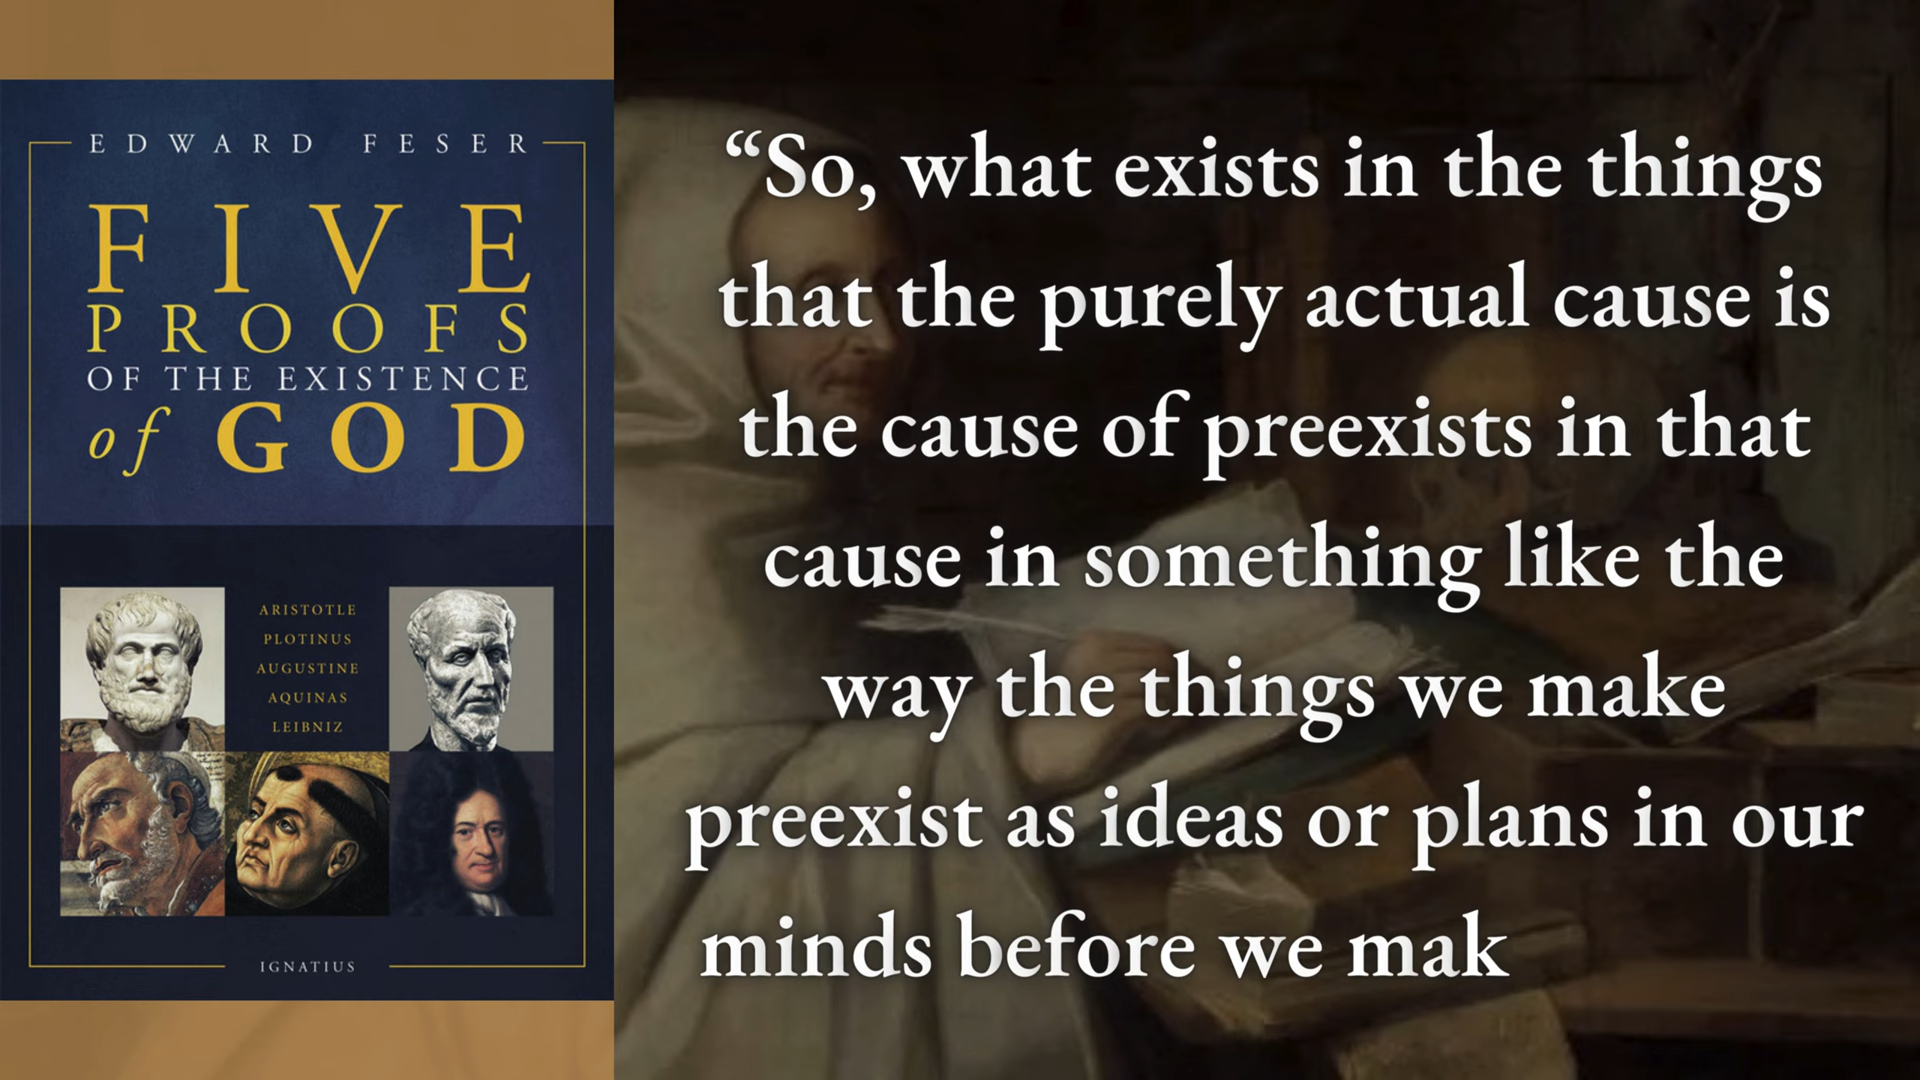 EDWARD FESER
FIVE
PROOFS
OF THE EXISTENCE
of GOD
ARISTOTLE
PLOTINUS
AUGUSTINE
AQUINAS
LEIBNIZ
IGNATIUS
“So, what exists in the things
that the purely actual cause is
the cause of preexists in that
cause in something like the
way the things we make
preexist as ideas or plans in our
minds before we mak